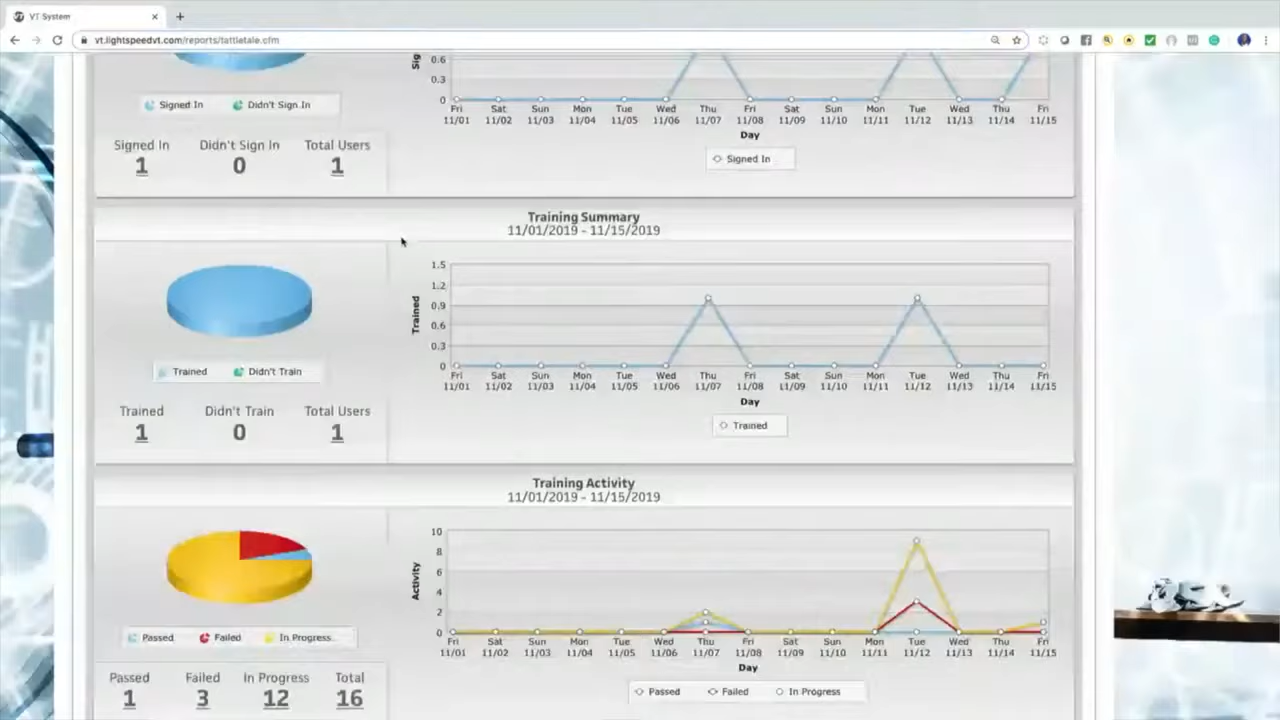 VT System
vt.lightspeedvt.com/reports/tattletale.cfm
Sig
0.6
0.3
0
Fri Sat Sun Mon Tue Wed Thu Fri Sat Sun Mon Tue Wed Thu Fri
11/01 11/02 11/03 11/04 11/05 11/06 11/07 11/08 11/09 11/10 11/11 11/12 11/13 11/14 11/15
Day
Signed In
Signed In Didn't Sign In
Signed In Didn't Sign In Total Users
1 0 1
Training Summary
11/01/2019 - 11/15/2019
Trained Didn't Train
Trained Didn't Train Total Users
1 0 1
Trained
1.5
1.2
0.9
0.6
0.3
0
Fri Sat Sun Mon Tue Wed Thu Fri Sat Sun Mon Tue Wed Thu Fri
11/01 11/02 11/03 11/04 11/05 11/06 11/07 11/08 11/09 11/10 11/11 11/12 11/13 11/14 11/15
Day
Trained
Training Activity
11/01/2019 - 11/15/2019
Passed Failed In Progress
Passed Failed In Progress Total
1 3 12 16
Activity
10
8
6
4
2
0
Fri Sat Sun Mon Tue Wed Thu Fri Sat Sun Mon Tue Wed Thu Fri
11/01 11/02 11/03 11/04 11/05 11/06 11/07 11/08 11/09 11/10 11/11 11/12 11/13 11/14 11/15
Day
Passed Failed In Progress